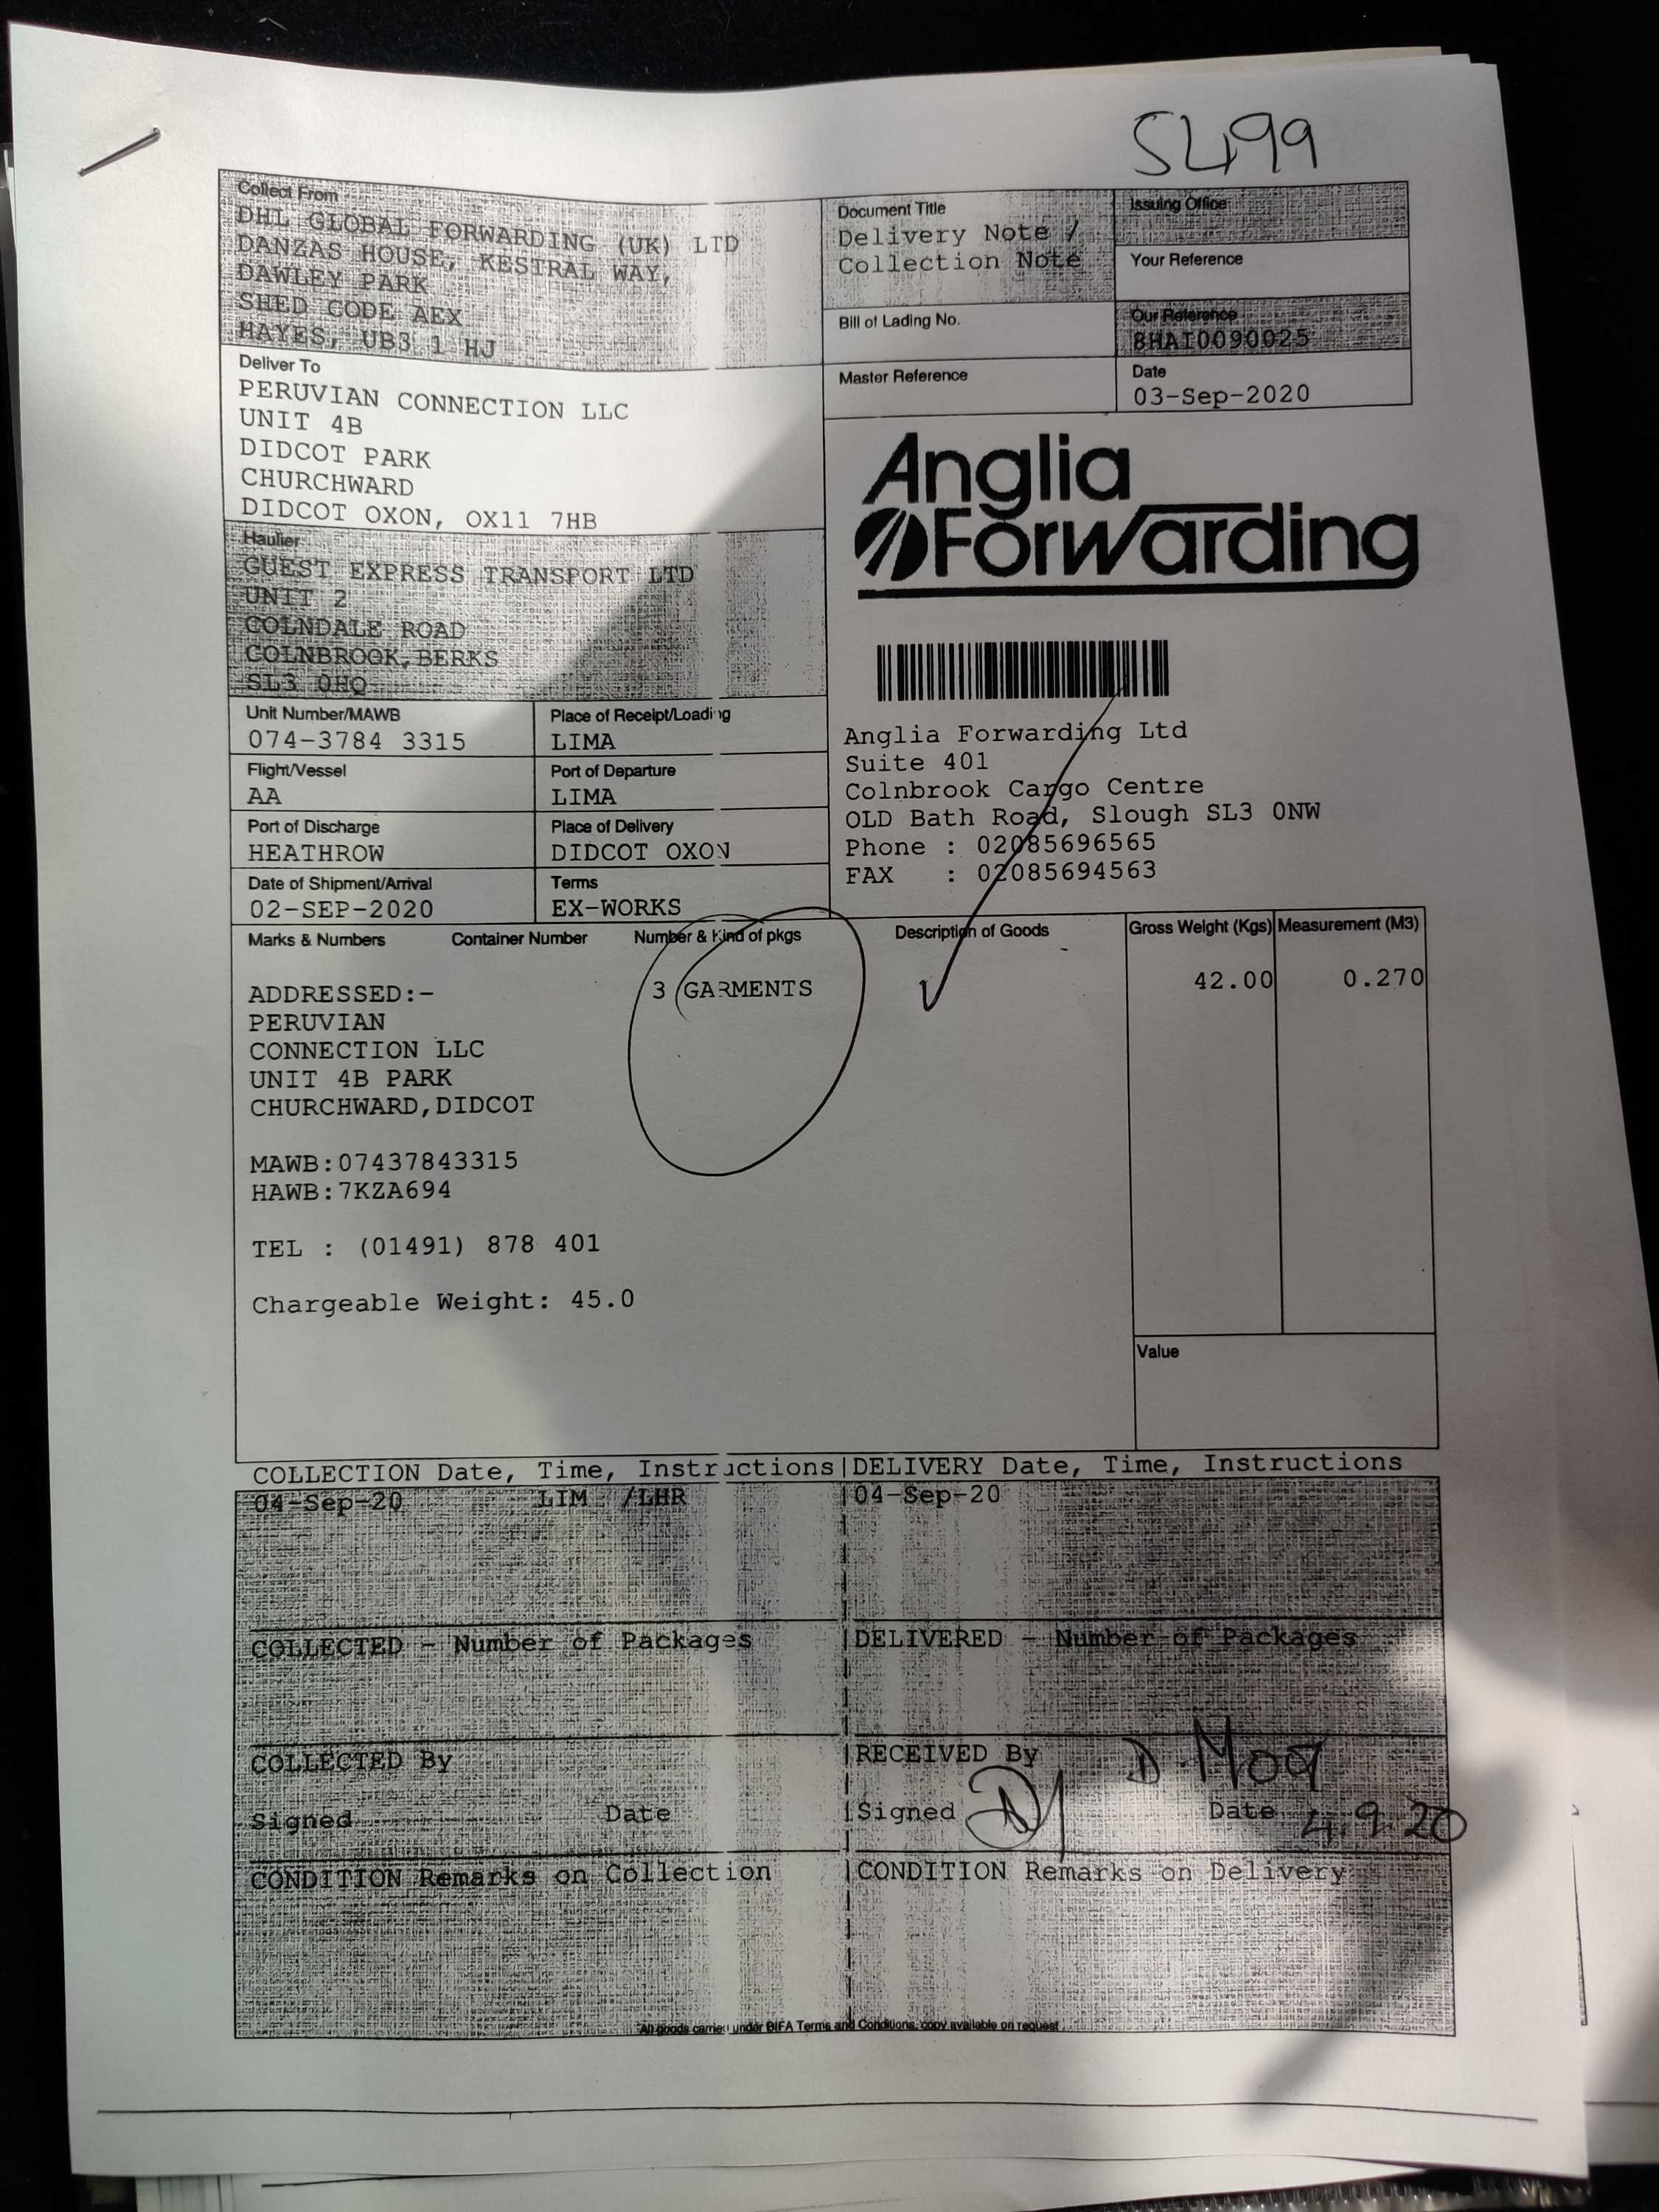 5499
Collect From
DHL GLOBAL FORWARDING (UK) LTD
DANZAS HOUSE, KESTRAL WAY,
DAWLEY PARK
SHED CODE AEX
HAYES, UB3 1 HJ
Document Title
Delivery Note /
Collection Note
Issuing Office
Your Reference
Bill of Lading No.
Our Reference
8HAI0090025
Master Reference
Date
03-Sep-2020
Deliver To
PERUVIAN CONNECTION LLC
UNIT 4B
DIDCOT PARK
CHURCHWARD
DIDCOT OXON, OX11 7HB
Anglia
Forwarding
Haulier
GUEST EXPRESS TRANSPORT LTD
UNIT 2
COLNDALE ROAD
COLNBROOK,BERKS
SL3 0HQ
Unit Number/MAWB
074-3784 3315
Place of Receipt/Loading
LIMA
Flight/Vessel
AA
Port of Departure
LIMA
Port of Discharge
HEATHROW
Place of Delivery
DIDCOT OXON
Date of Shipment/Arrival
02-SEP-2020
Terms
EX-WORKS
Anglia Forwarding Ltd
Suite 401
Colnbrook Cargo Centre
OLD Bath Road, Slough SL3 0NW
Phone : 02085696565
FAX : 02085694563
Marks & Numbers Container Number Number & Kind of pkgs Description of Goods Gross Weight (Kgs) Measurement (M3)
3 GARMENTS 42.00 0.270
ADDRESSED:-
PERUVIAN
CONNECTION LLC
UNIT 4B PARK
CHURCHWARD,DIDCOT
MAWB:07437843315
HAWB:7KZA694
TEL : (01491) 878 401
Chargeable Weight: 45.0
Value
COLLECTION Date, Time, Instructions|DELIVERY Date, Time, Instructions
04-Sep-20 LIM /LHR |04-Sep-20
COLLECTED - Number of Packages |DELIVERED - Number of Packages
COLLECTED By |RECEIVED By D. Mog
Signed Date |Signed Date 4.9.20
CONDITION Remarks on Collection |CONDITION Remarks on Delivery
All goods carried under BIFA Terms and Conditions, copy available on request